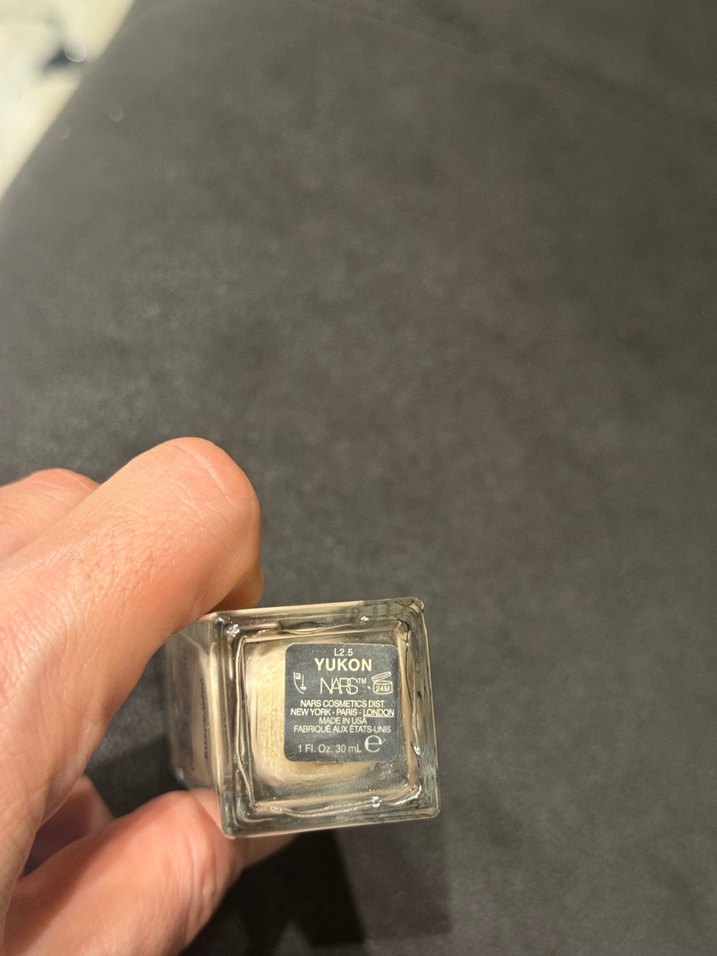 L2.5
YUKON
NARS™ 24M
NARS COSMETICS DIST
NEW YORK - PARIS - LONDON
MADE IN USA
FABRIQUÉ AUX ÉTATS-UNIS
1 Fl. Oz. 30 mL e